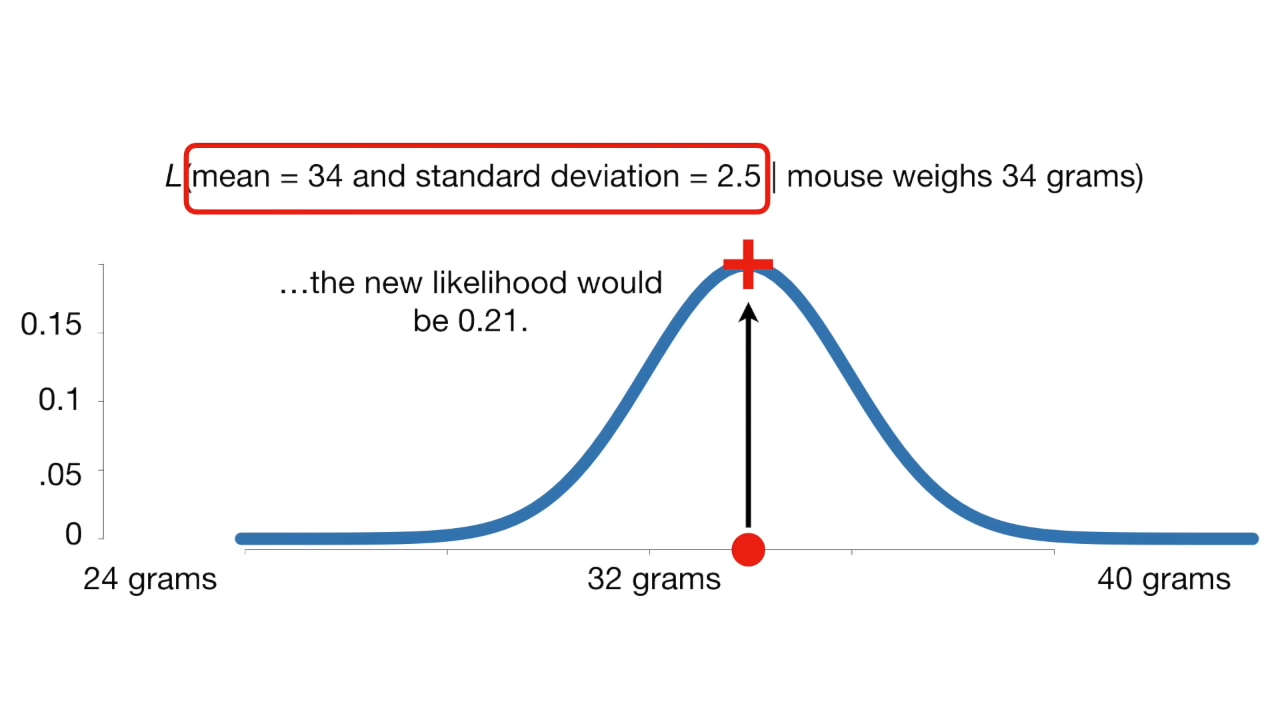 L(mean = 34 and standard deviation = 2.5 | mouse weighs 34 grams)
…the new likelihood would
be 0.21.
0.15
0.1
.05
0
24 grams
32 grams
40 grams